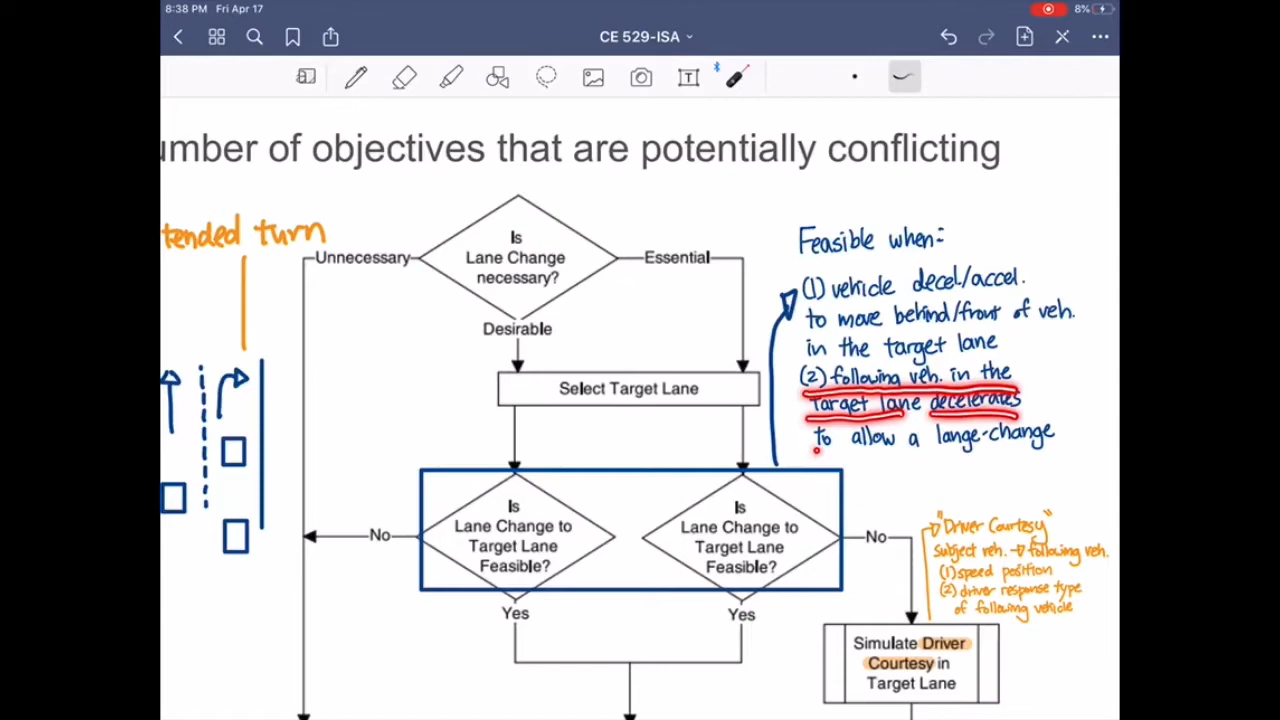 8:38 PM Fri Apr 17
8%
CE 529-ISA
T
umber of objectives that are potentially conflicting
tended turn
Is
Lane Change
necessary?
Unnecessary
Essential
Desirable
Select Target Lane
Feasible when:
(1) vehicle decel/accel.
to move behind/front of veh.
in the target lane
(2) following veh. in the
target lane decelerates
to allow a lange-change
Is
Lane Change to
Target Lane
Feasible?
Is
Lane Change to
Target Lane
Feasible?
No
No
Yes
Yes
"Driver Courtesy"
subject veh. → following veh.
(1) speed position
(2) driver response type
of following vehicle
Simulate Driver
Courtesy in
Target Lane